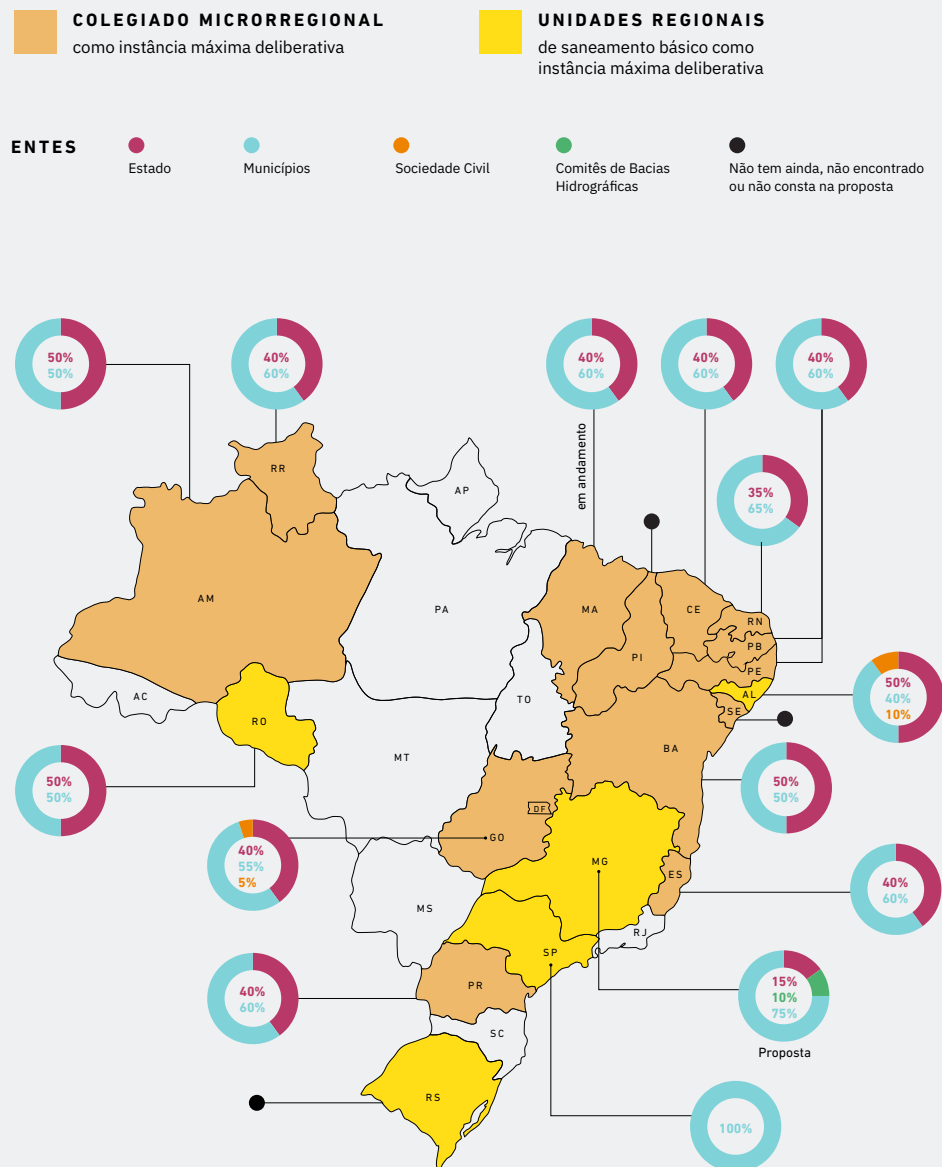 COLEGIADO MICRORREGIONAL
como instância máxima deliberativa
UNIDADES REGIONAIS
de saneamento básico como
instância máxima deliberativa
ENTES
Estado
Municípios
Sociedade Civil
Comitês de Bacias
Hidrográficas
Não tem ainda, não encontrado
ou não consta na proposta
50%
50%
40%
60%
40%
60%
40%
60%
40%
60%
em andamento
35%
65%
RR
AP
AM
PA
MA
CE
RN
PB
PI
PE
AC
TO
AL
SE
50%
40%
10%
RO
BA
MT
50%
50%
50%
50%
DF
GO
40%
55%
5%
MG
ES
40%
60%
MS
RJ
SP
PR
40%
60%
15%
10%
75%
Proposta
SC
RS
100%